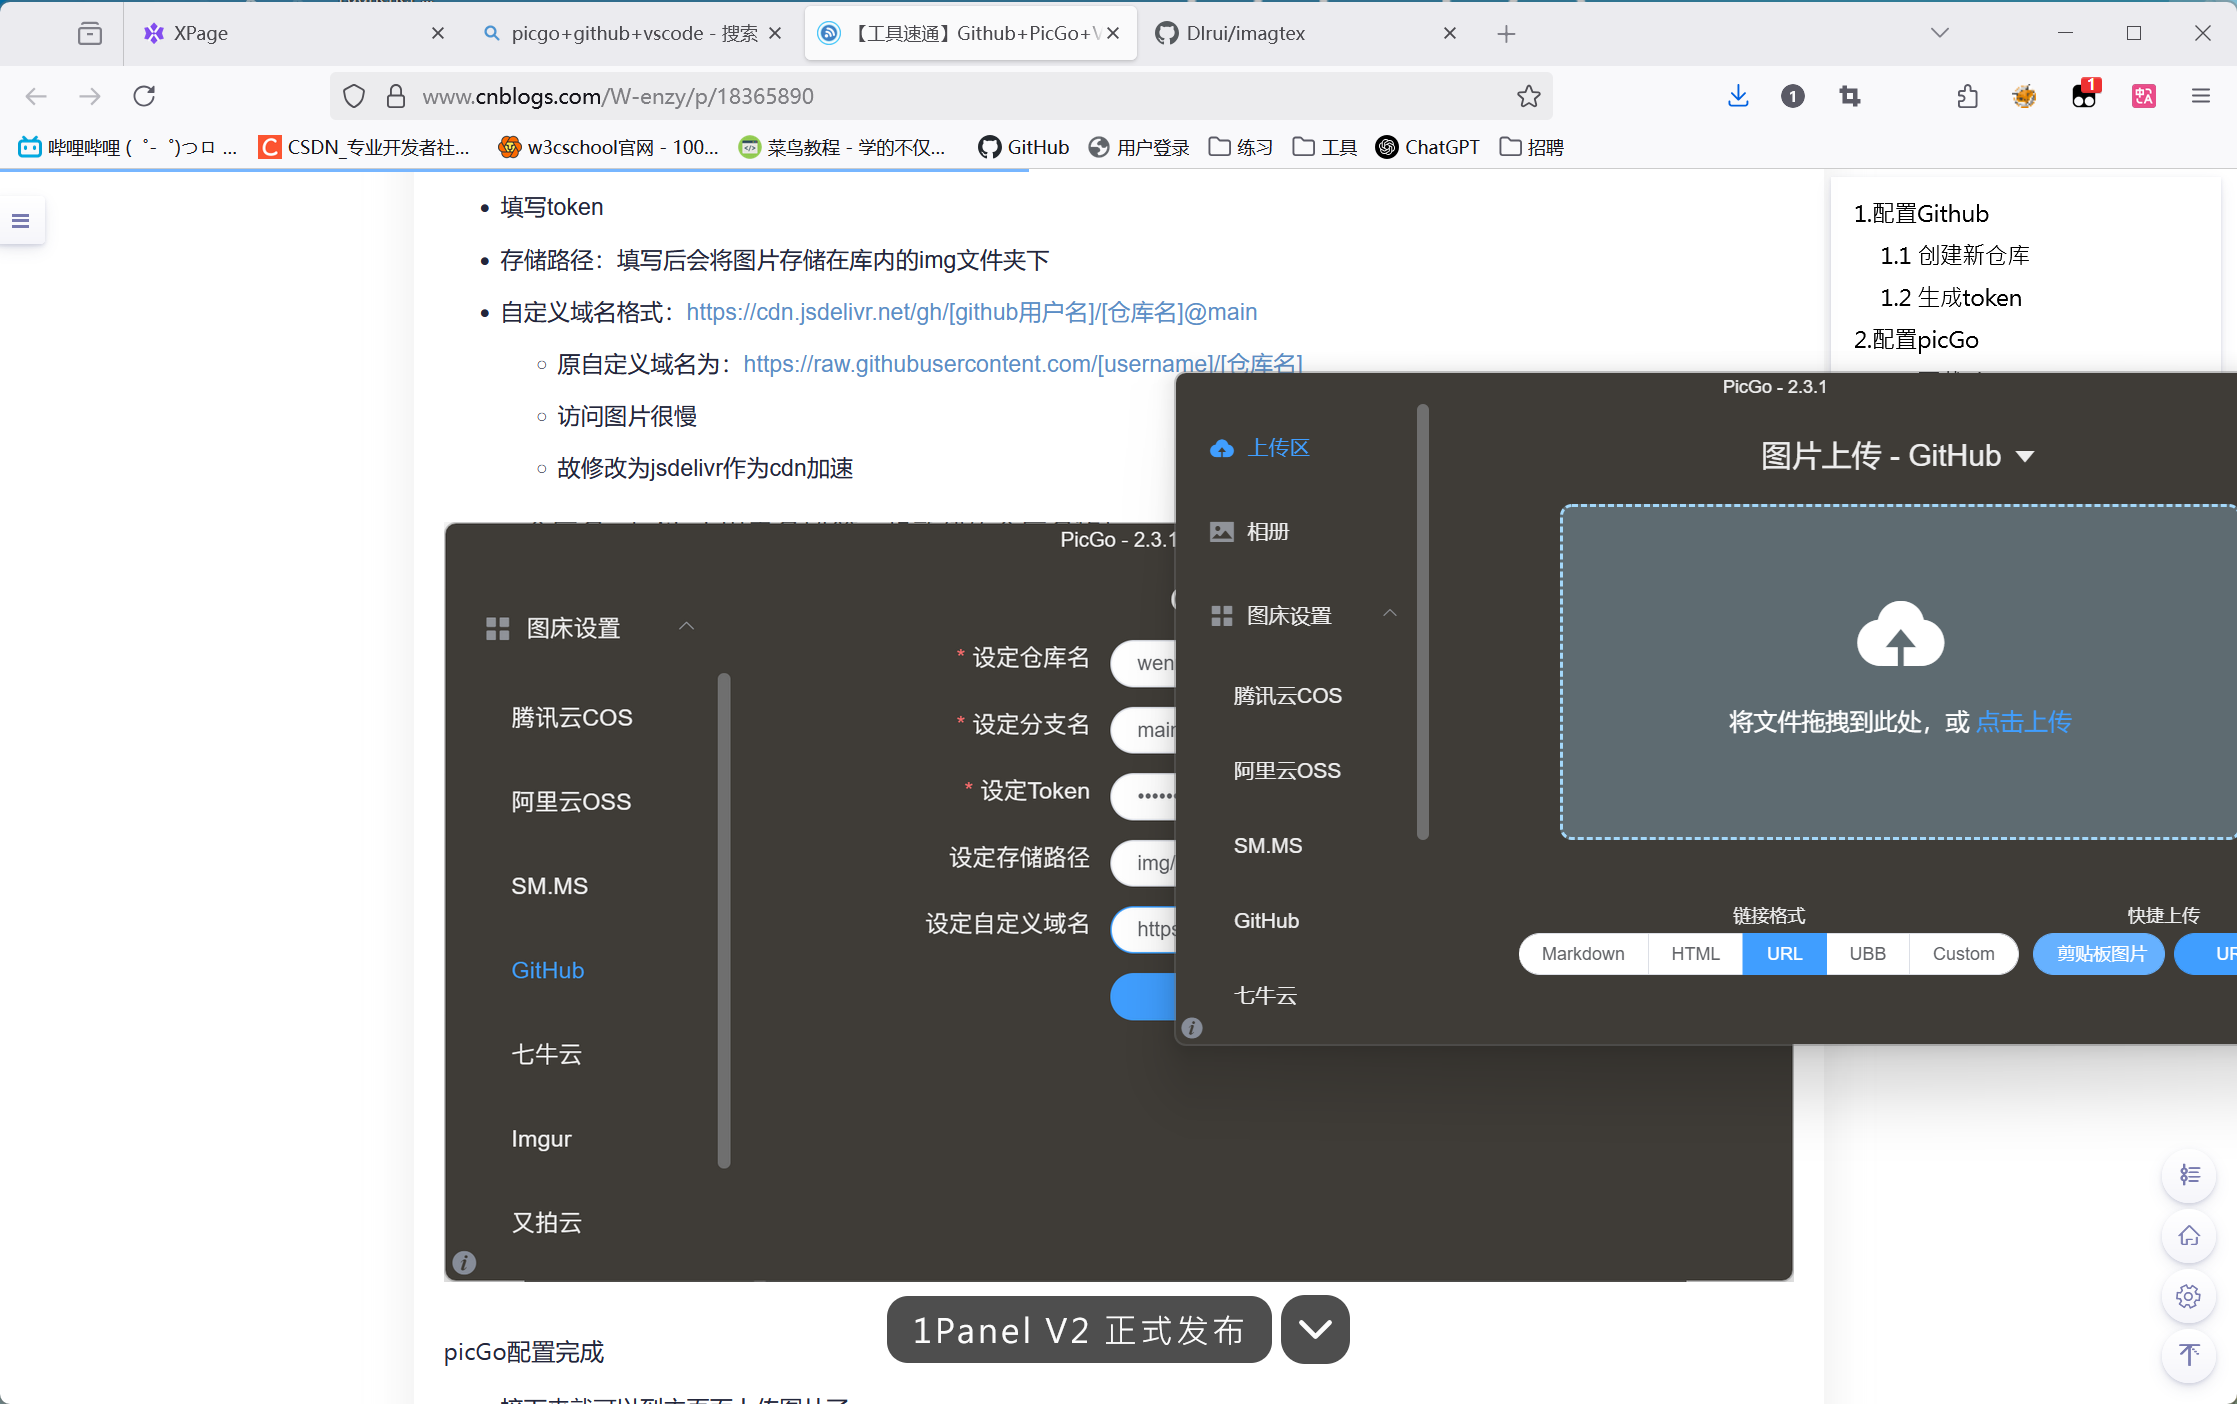 XPage
picgo+github+vscode - 搜索
【工具速通】Github+PicGo+V
Dlrui/imagtex
www.cnblogs.com/W-enzy/p/18365890
1
1
哔哩哔哩 (゜-゜)つロ ...
CSDN_专业开发者社...
w3cschool官网 - 100...
菜鸟教程 - 学的不仅...
GitHub
用户登录
练习
工具
ChatGPT
招聘
填写token
存储路径：填写后会将图片存储在库内的img文件夹下
自定义域名格式：https://cdn.jsdelivr.net/gh/[github用户名]/[仓库名]@main
原自定义域名为：https://raw.githubusercontent.com/[username]/[仓库名]
访问图片很慢
故修改为jsdelivr作为cdn加速
1.配置Github
1.1 创建新仓库
1.2 生成token
2.配置picGo
PicGo - 2.3.1
图床设置
腾讯云COS
阿里云OSS
SM.MS
GitHub
七牛云
Imgur
又拍云
* 设定仓库名 wen
* 设定分支名 main
* 设定Token
设定存储路径 img/
设定自定义域名 https
PicGo - 2.3.1
上传区
相册
图床设置
腾讯云COS
阿里云OSS
SM.MS
GitHub
七牛云
图片上传 - GitHub
将文件拖拽到此处，或 点击上传
链接格式
快捷上传
Markdown
HTML
URL
UBB
Custom
剪贴板图片
UR
1Panel V2 正式发布
picGo配置完成
接下来就可以到主页面上传图片了